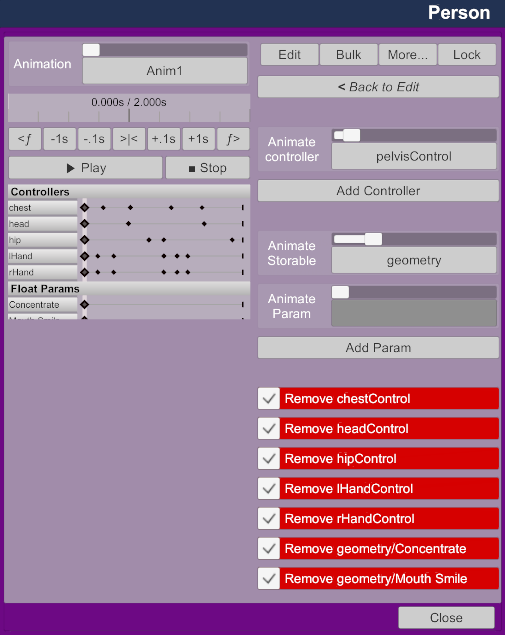 Person
Animation
Anim1
0.000s / 2.000s
<ƒ -1s -.1s >|< +.1s +1s ƒ>
▶ Play ■ Stop
Controllers
chest
head
hip
lHand
rHand
Float Params
Concentrate
Mouth Smile
Edit Bulk More... Lock
< Back to Edit
Animate
controller
pelvisControl
Add Controller
Animate
Storable
geometry
Animate
Param
Add Param
Remove chestControl
Remove headControl
Remove hipControl
Remove lHandControl
Remove rHandControl
Remove geometry/Concentrate
Remove geometry/Mouth Smile
Close